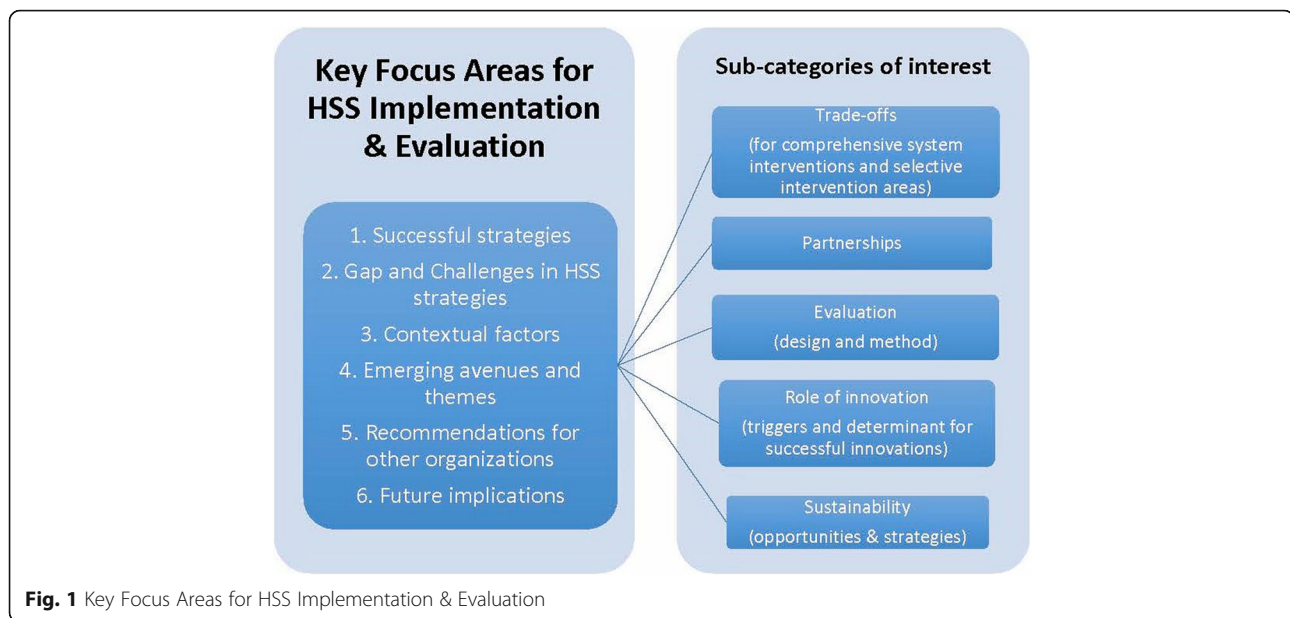 Key Focus Areas for
HSS Implementation
& Evaluation
1. Successful strategies
2. Gap and Challenges in HSS
strategies
3. Contextual factors
4. Emerging avenues and
themes
5. Recommendations for
other organizations
6. Future implications
Sub-categories of interest
Trade-offs
(for comprehensive system
interventions and selective
intervention areas)
Partnerships
Evaluation
(design and method)
Role of innovation
(triggers and determinant for
successful innovations)
Sustainability
(opportunities & strategies)
Fig. 1 Key Focus Areas for HSS Implementation & Evaluation